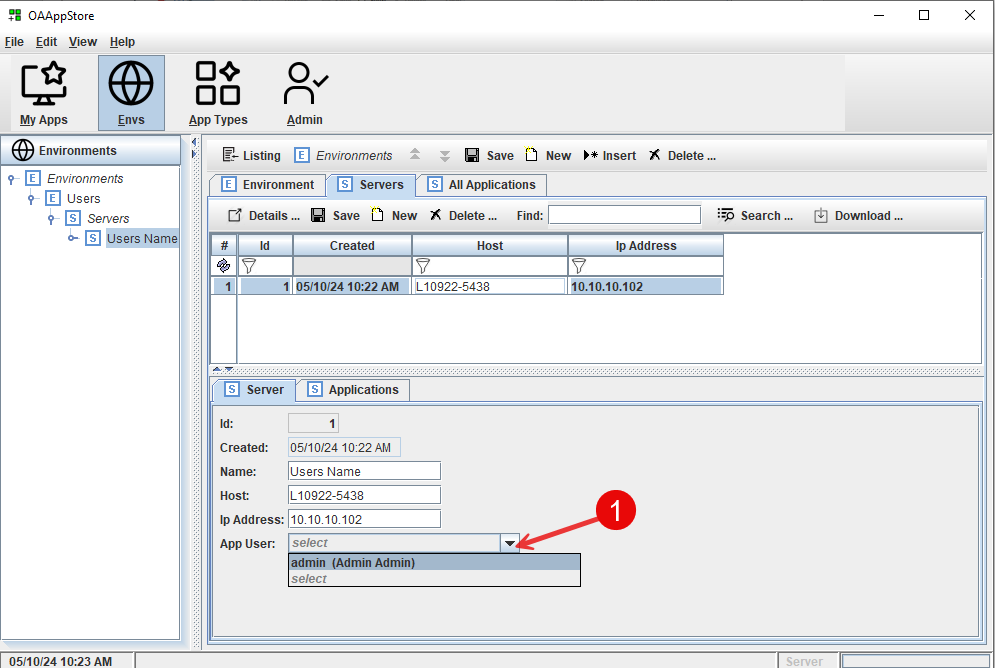 OAAppStore
File Edit View Help
My Apps Envs App Types Admin
Environments
E Environments
E Users
S Servers
S Users Name
Listing E Environments Save New Insert Delete ...
E Environment S Servers S All Applications
Details ... Save New Delete ... Find: Search ... Download ...
# Id Created Host Ip Address
1 1 05/10/24 10:22 AM L10922-5438 10.10.10.102
S Server S Applications
Id: 1
Created: 05/10/24 10:22 AM
Name: Users Name
Host: L10922-5438
Ip Address: 10.10.10.102
1
App User: select
admin (Admin Admin)
select
05/10/24 10:23 AM Server